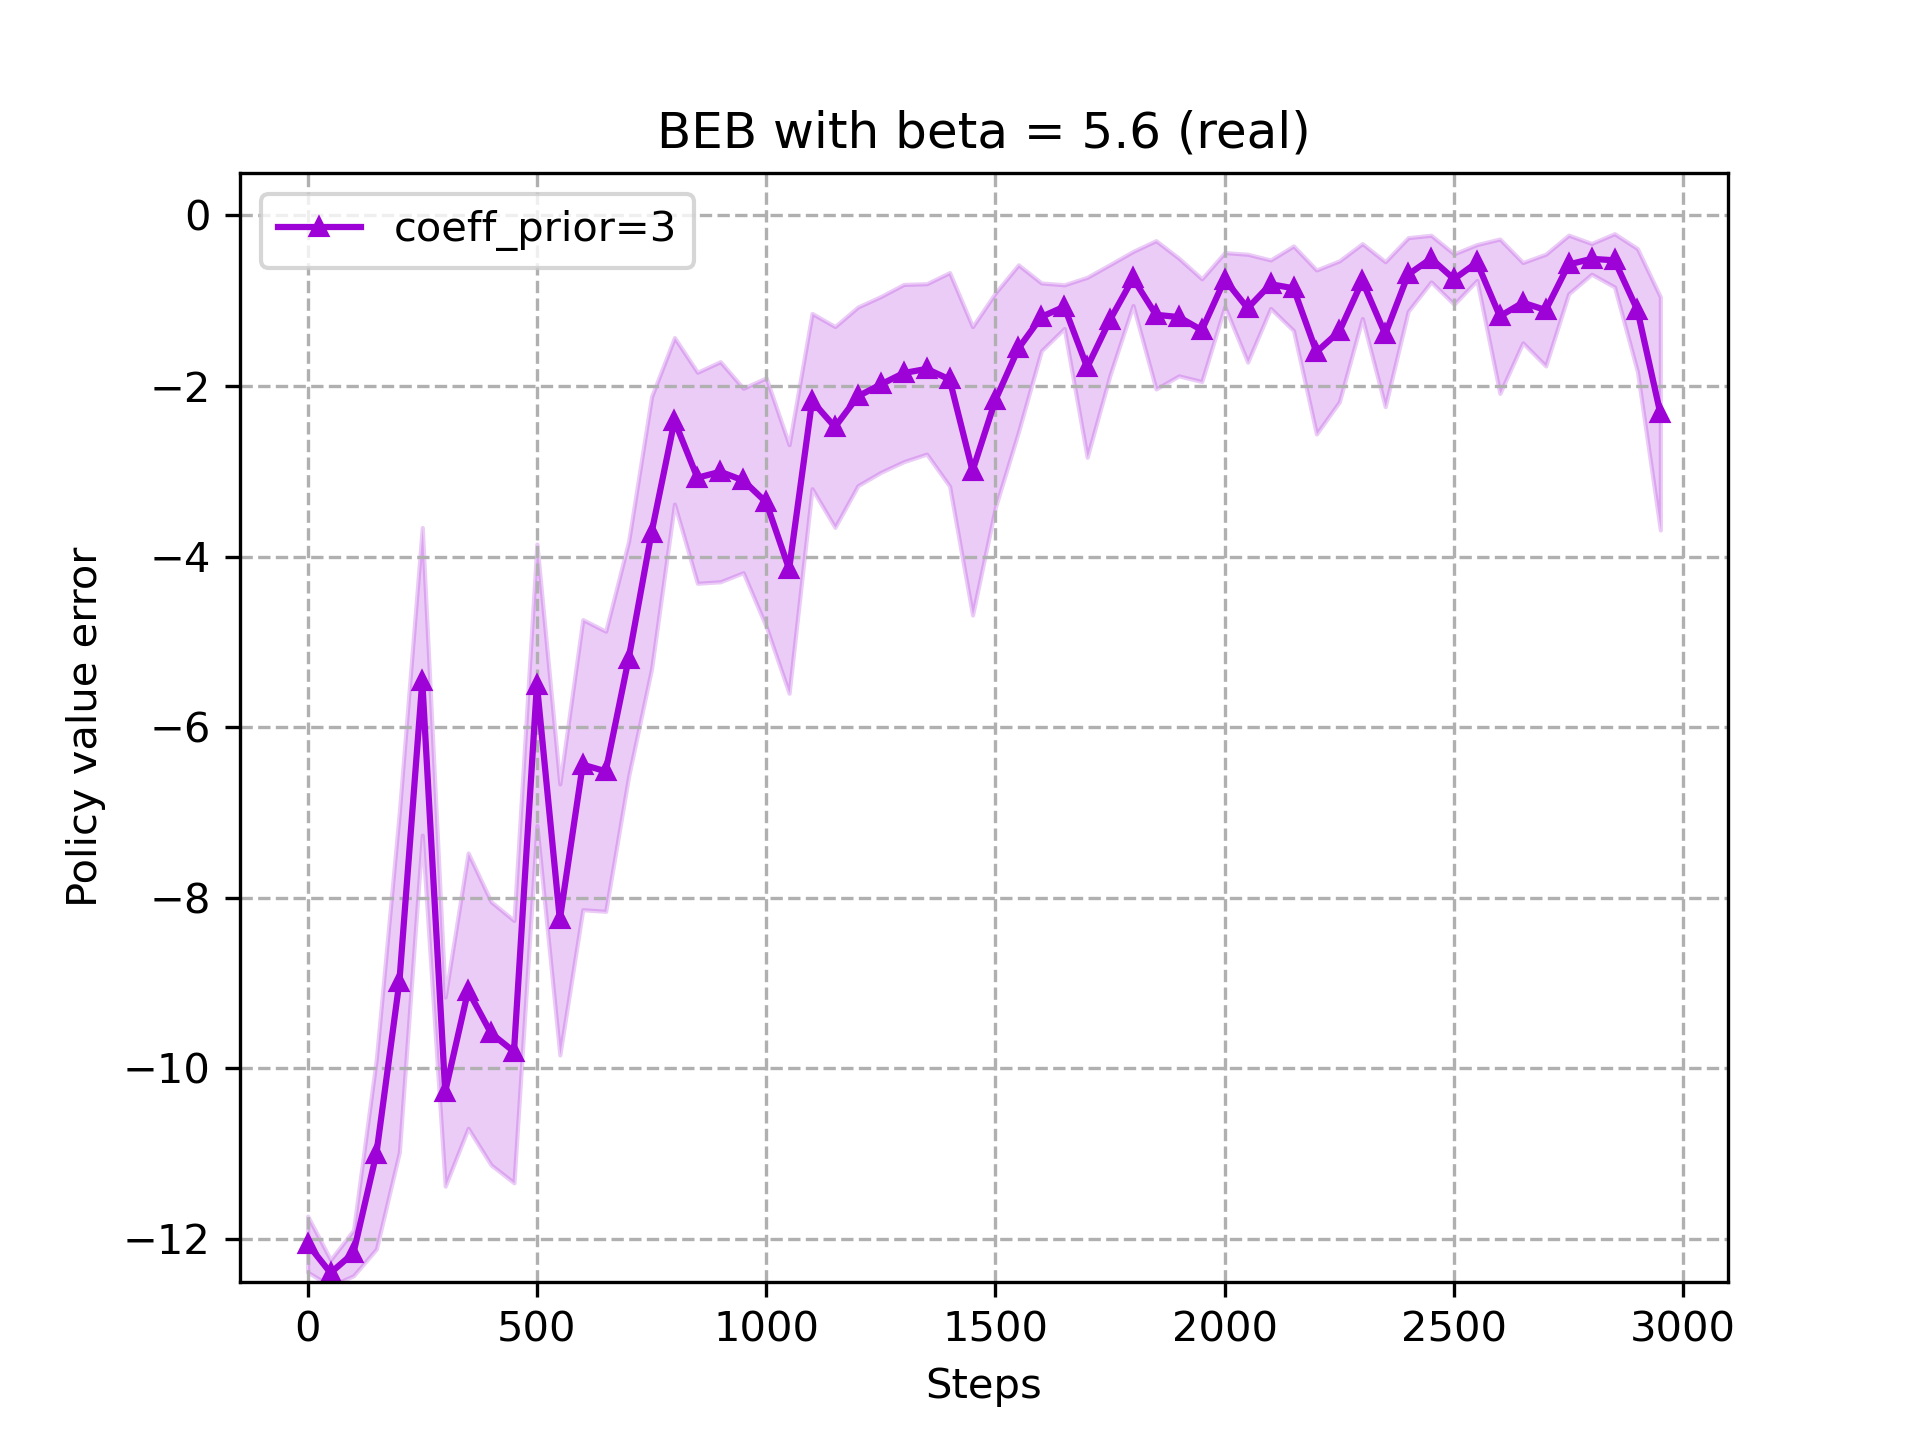 BEB with beta = 5.6 (real)
coeff_prior=3
Policy value error
0
−2
−4
−6
−8
−10
−12
0 500 1000 1500 2000 2500 3000
Steps